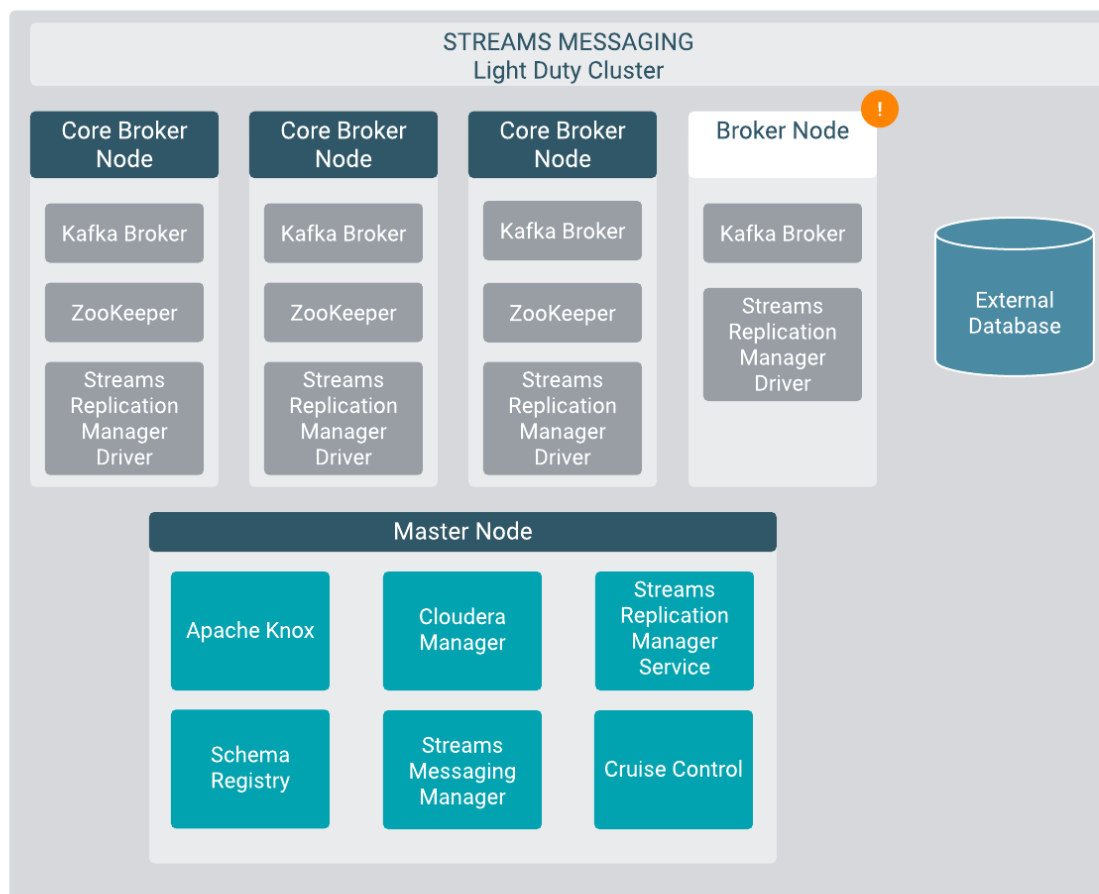 STREAMS MESSAGING
Light Duty Cluster
Core Broker
Node
Kafka Broker
ZooKeeper
Streams
Replication
Manager
Driver
Core Broker
Node
Kafka Broker
ZooKeeper
Streams
Replication
Manager
Driver
Core Broker
Node
Kafka Broker
ZooKeeper
Streams
Replication
Manager
Driver
Broker Node
!
Kafka Broker
Streams
Replication
Manager
Driver
External
Database
Master Node
Apache Knox
Cloudera
Manager
Streams
Replication
Manager
Service
Schema
Registry
Streams
Messaging
Manager
Cruise Control